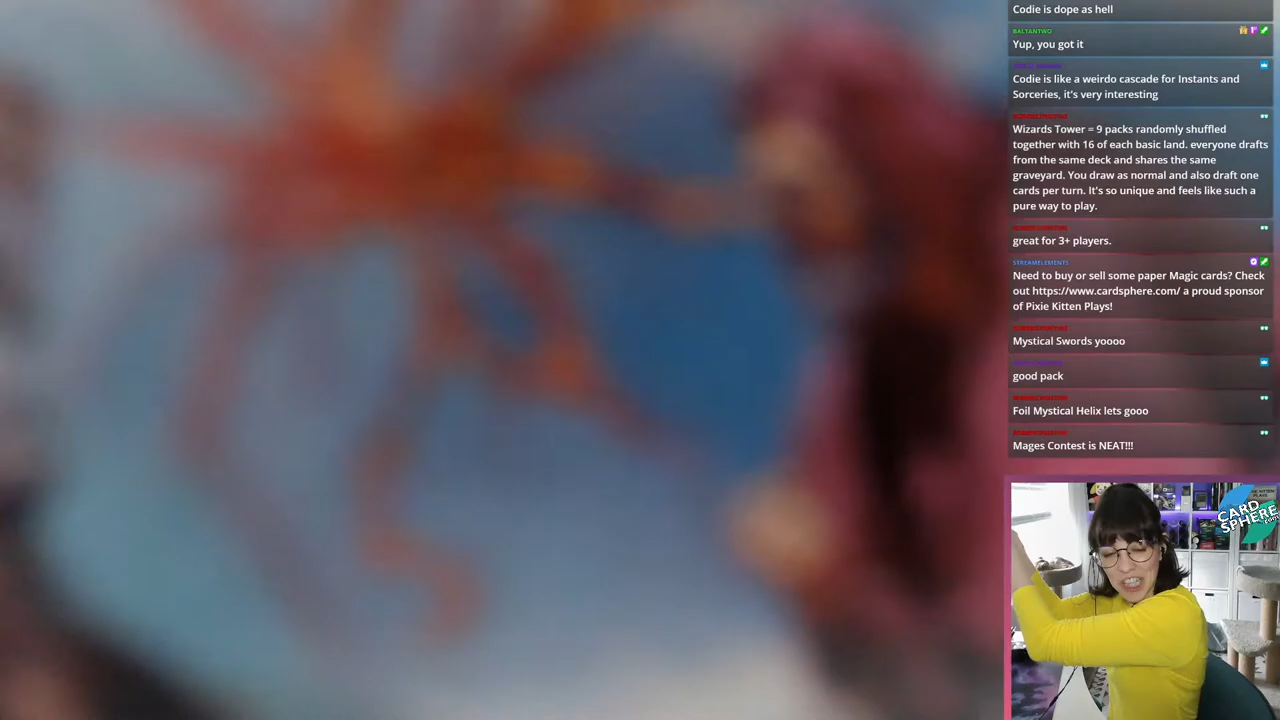 Codie is dope as hell
BALTANTWO
Yup, you got it
Codie is like a weirdo cascade for Instants and
Sorceries, it's very interesting
Wizards Tower = 9 packs randomly shuffled
together with 16 of each basic land. everyone drafts
from the same deck and shares the same
graveyard. You draw as normal and also draft one
cards per turn. It's so unique and feels like such a
pure way to play.
great for 3+ players.
STREAMELEMENTS
Need to buy or sell some paper Magic cards? Check
out https://www.cardsphere.com/ a proud sponsor
of Pixie Kitten Plays!
Mystical Swords yoooo
good pack
Foil Mystical Helix lets gooo
Mages Contest is NEAT!!!
CARD
SPHERE
.com